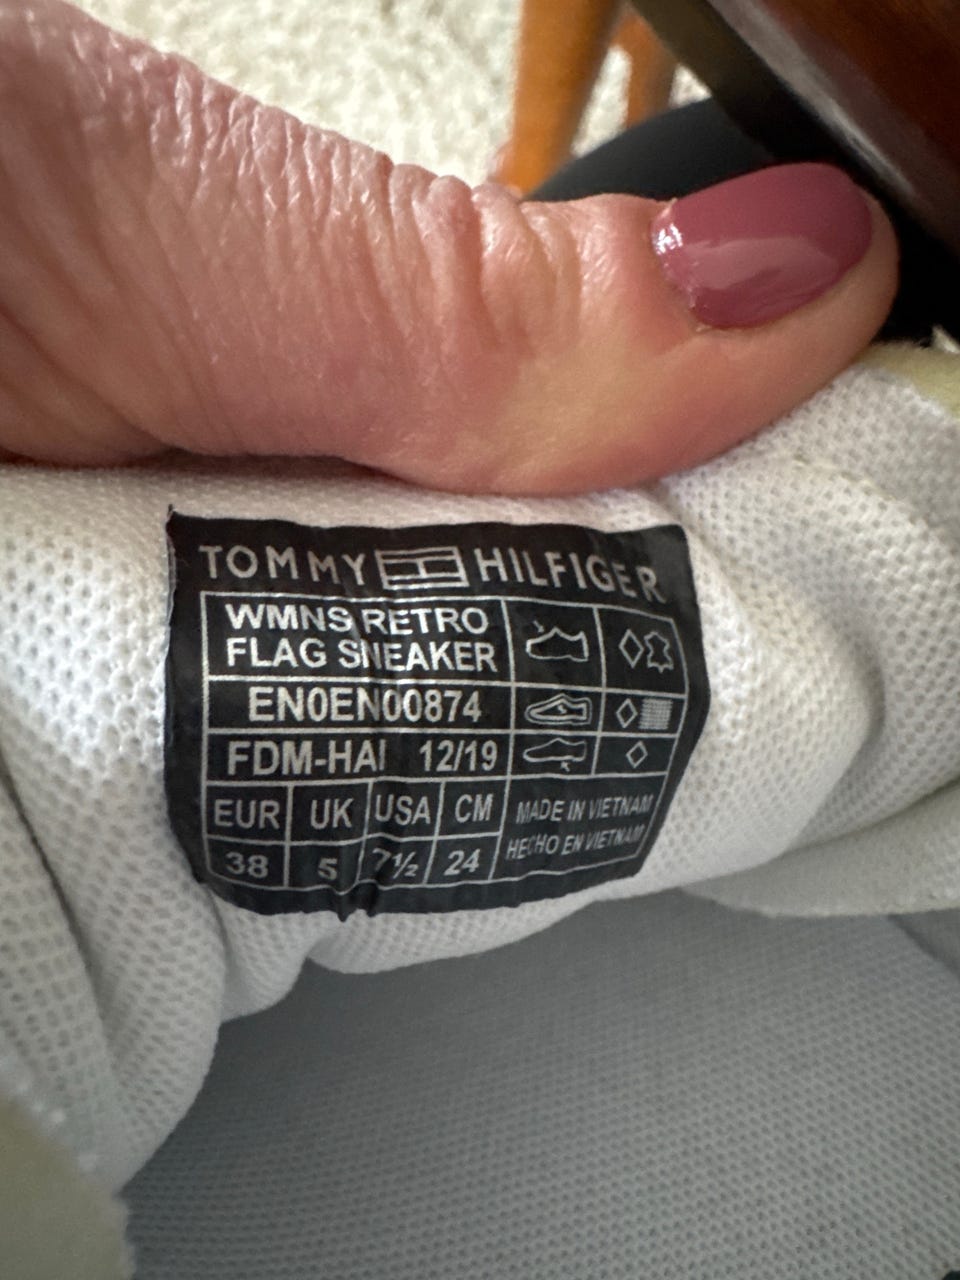 TOMMY HILFIGER
WMNS RETRO
FLAG SNEAKER
EN0EN00874
FDM-HAI 12/19
EUR UK USA CM
38 5 7½ 24
MADE IN VIETNAM
HECHO EN VIETNAM